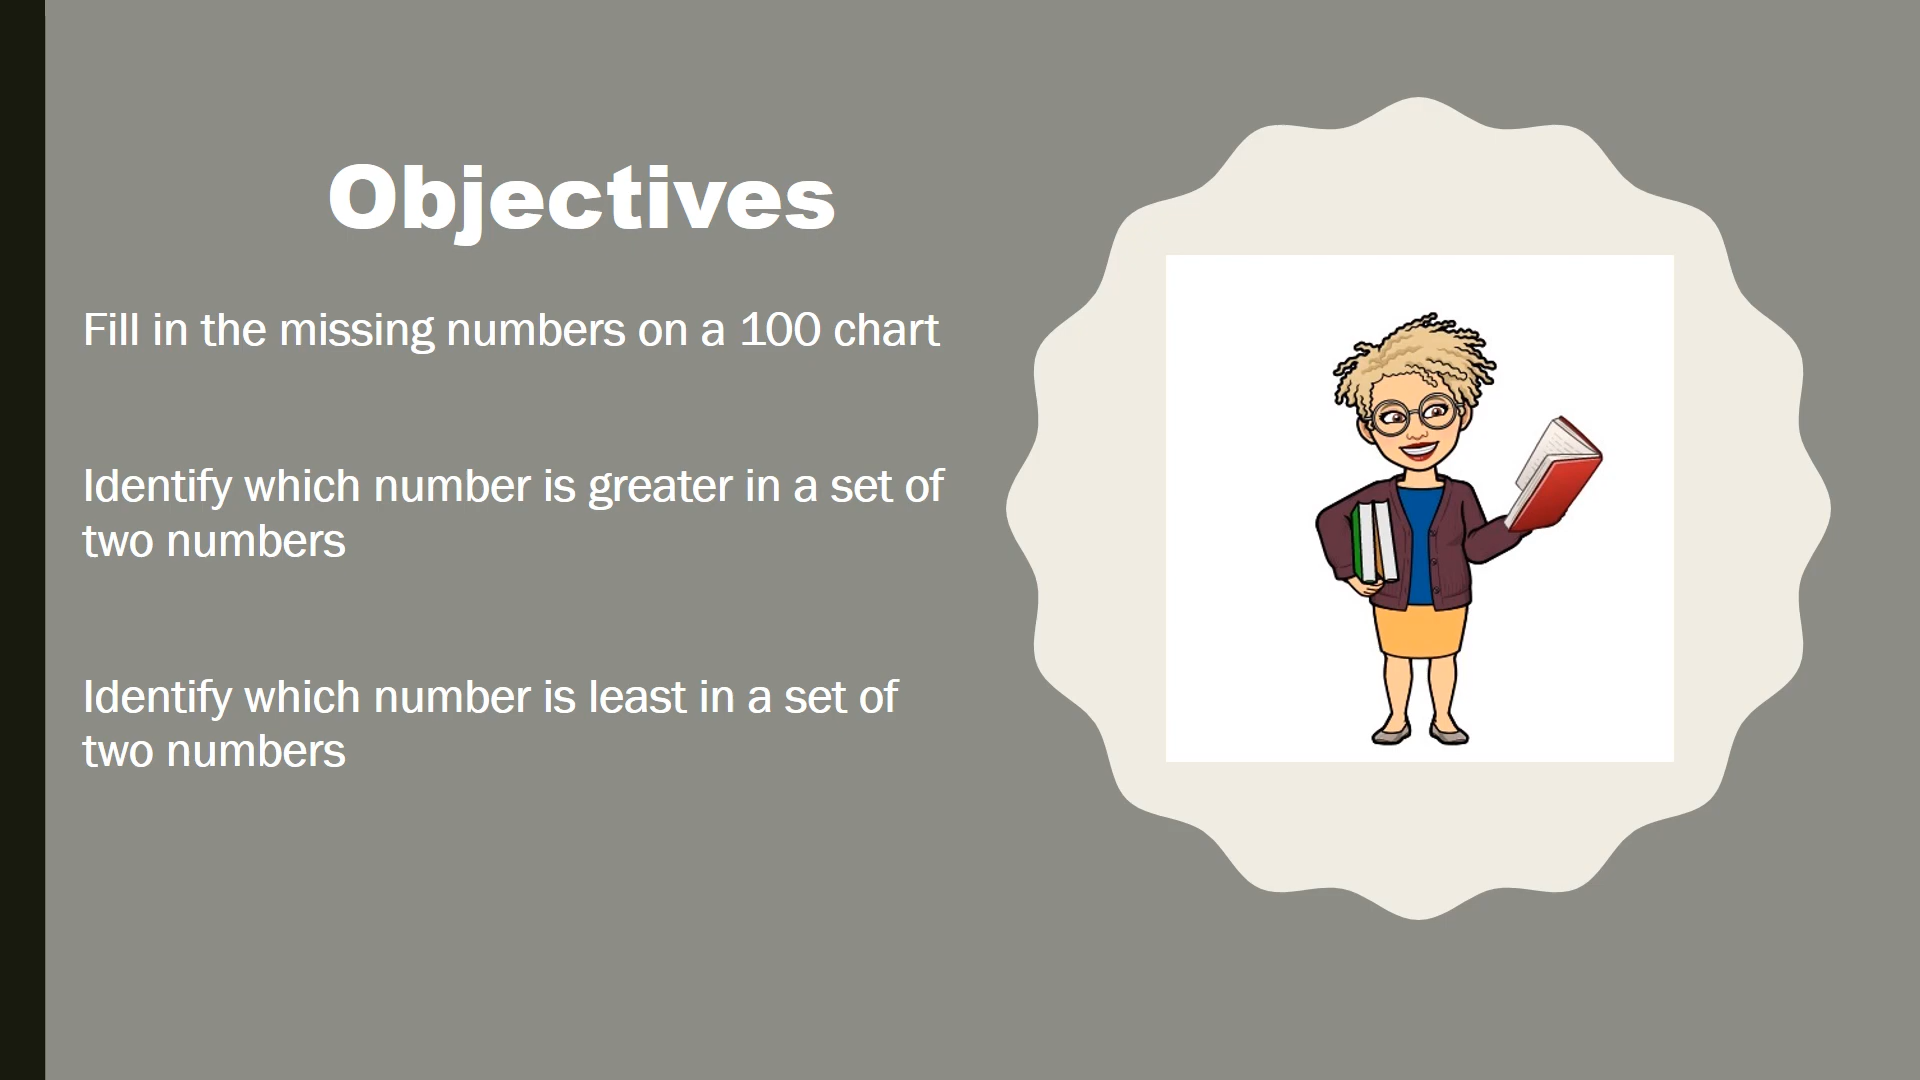 Objectives
Fill in the missing numbers on a 100 chart
Identify which number is greater in a set of
two numbers
Identify which number is least in a set of
two numbers